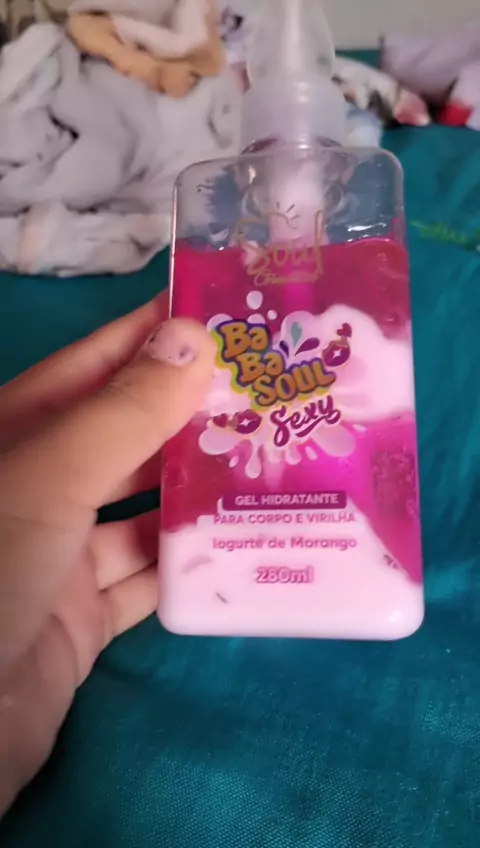 Soul
Ba
Ba
SOUL
Sexy
GEL HIDRATANTE
PARA CORPO E VIRILHA
Iogurte de Morango
280ml